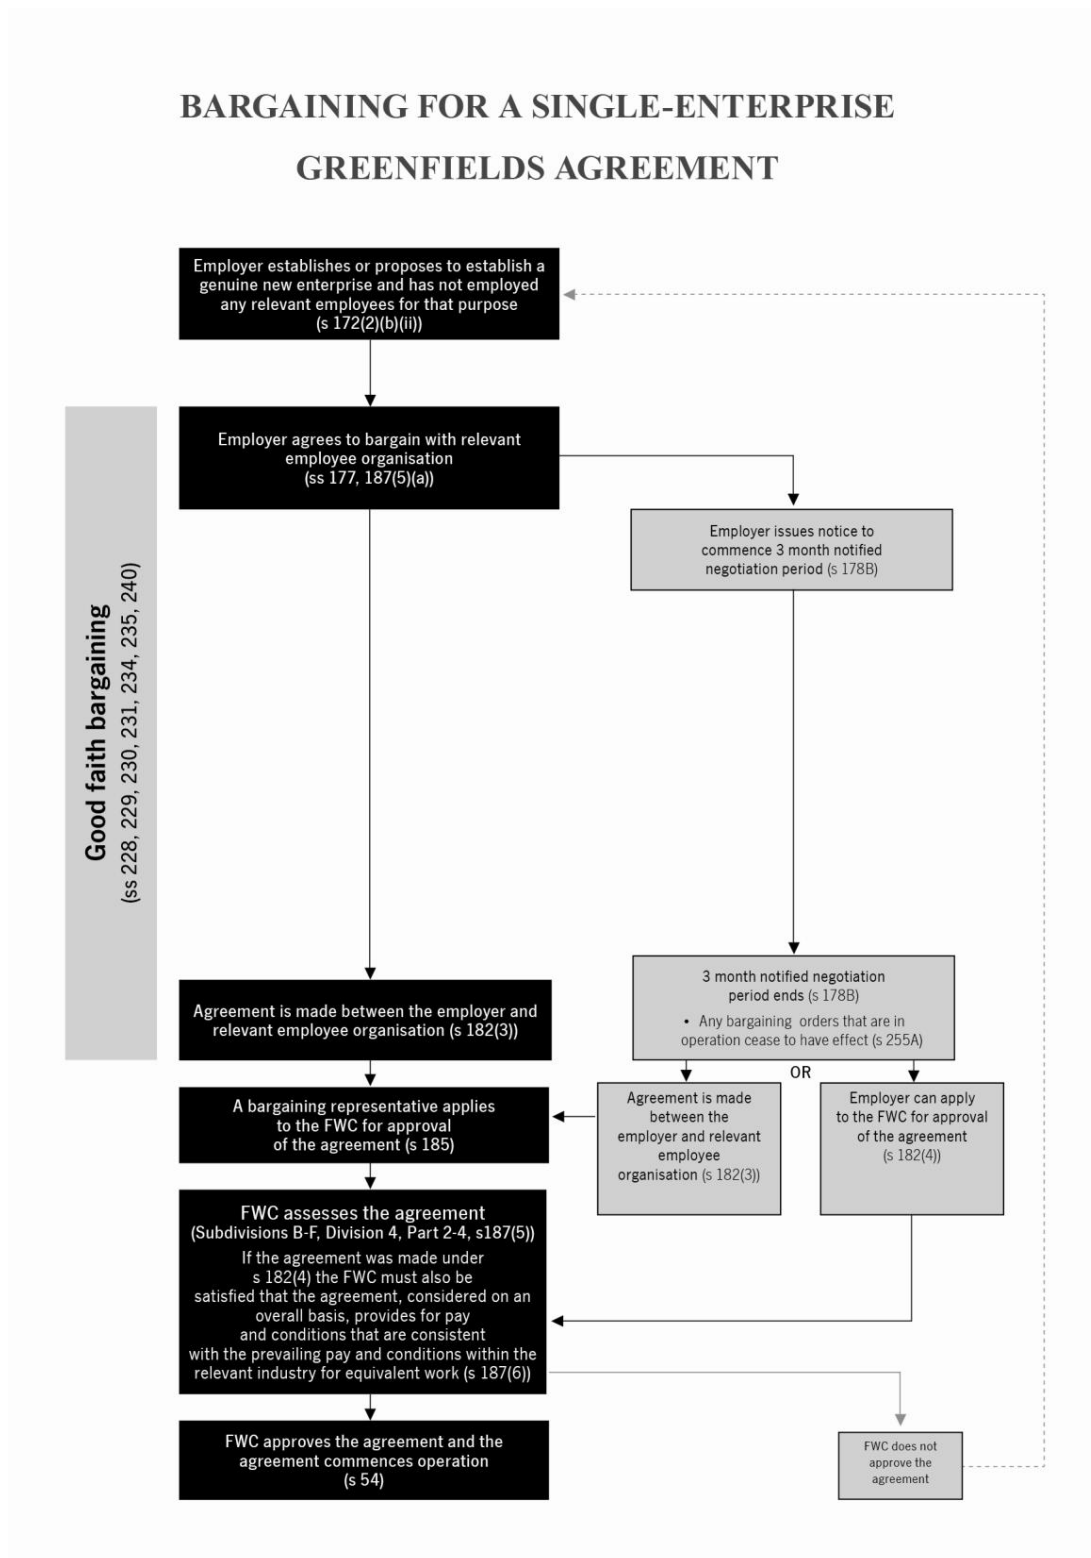 BARGAINING FOR A SINGLE-ENTERPRISE
GREENFIELDS AGREEMENT
Employer establishes or proposes to establish a
genuine new enterprise and has not employed
any relevant employees for that purpose
(s 172(2)(b)(ii))
Employer agrees to bargain with relevant
employee organisation
(ss 177, 187(5)(a))
Employer issues notice to
commence 3 month notified
negotiation period (s 178B)
Good faith bargaining
(ss 228, 229, 230, 231, 234, 235, 240)
Agreement is made between the employer and
relevant employee organisation (s 182(3))
3 month notified negotiation
period ends (s 178B)
• Any bargaining orders that are in
operation cease to have effect (s 255A)
OR
A bargaining representative applies
to the FWC for approval
of the agreement (s 185)
Agreement is made
between the
employer and relevant
employee
organisation (s 182(3))
Employer can apply
to the FWC for approval
of the agreement
(s 182(4))
FWC assesses the agreement
(Subdivisions B-F, Division 4, Part 2-4, s187(5))
If the agreement was made under
s 182(4) the FWC must also be
satisfied that the agreement, considered on an
overall basis, provides for pay
and conditions that are consistent
with the prevailing pay and conditions within the
relevant industry for equivalent work (s 187(6))
FWC approves the agreement and the
agreement commences operation
(s 54)
FWC does not
approve the
agreement